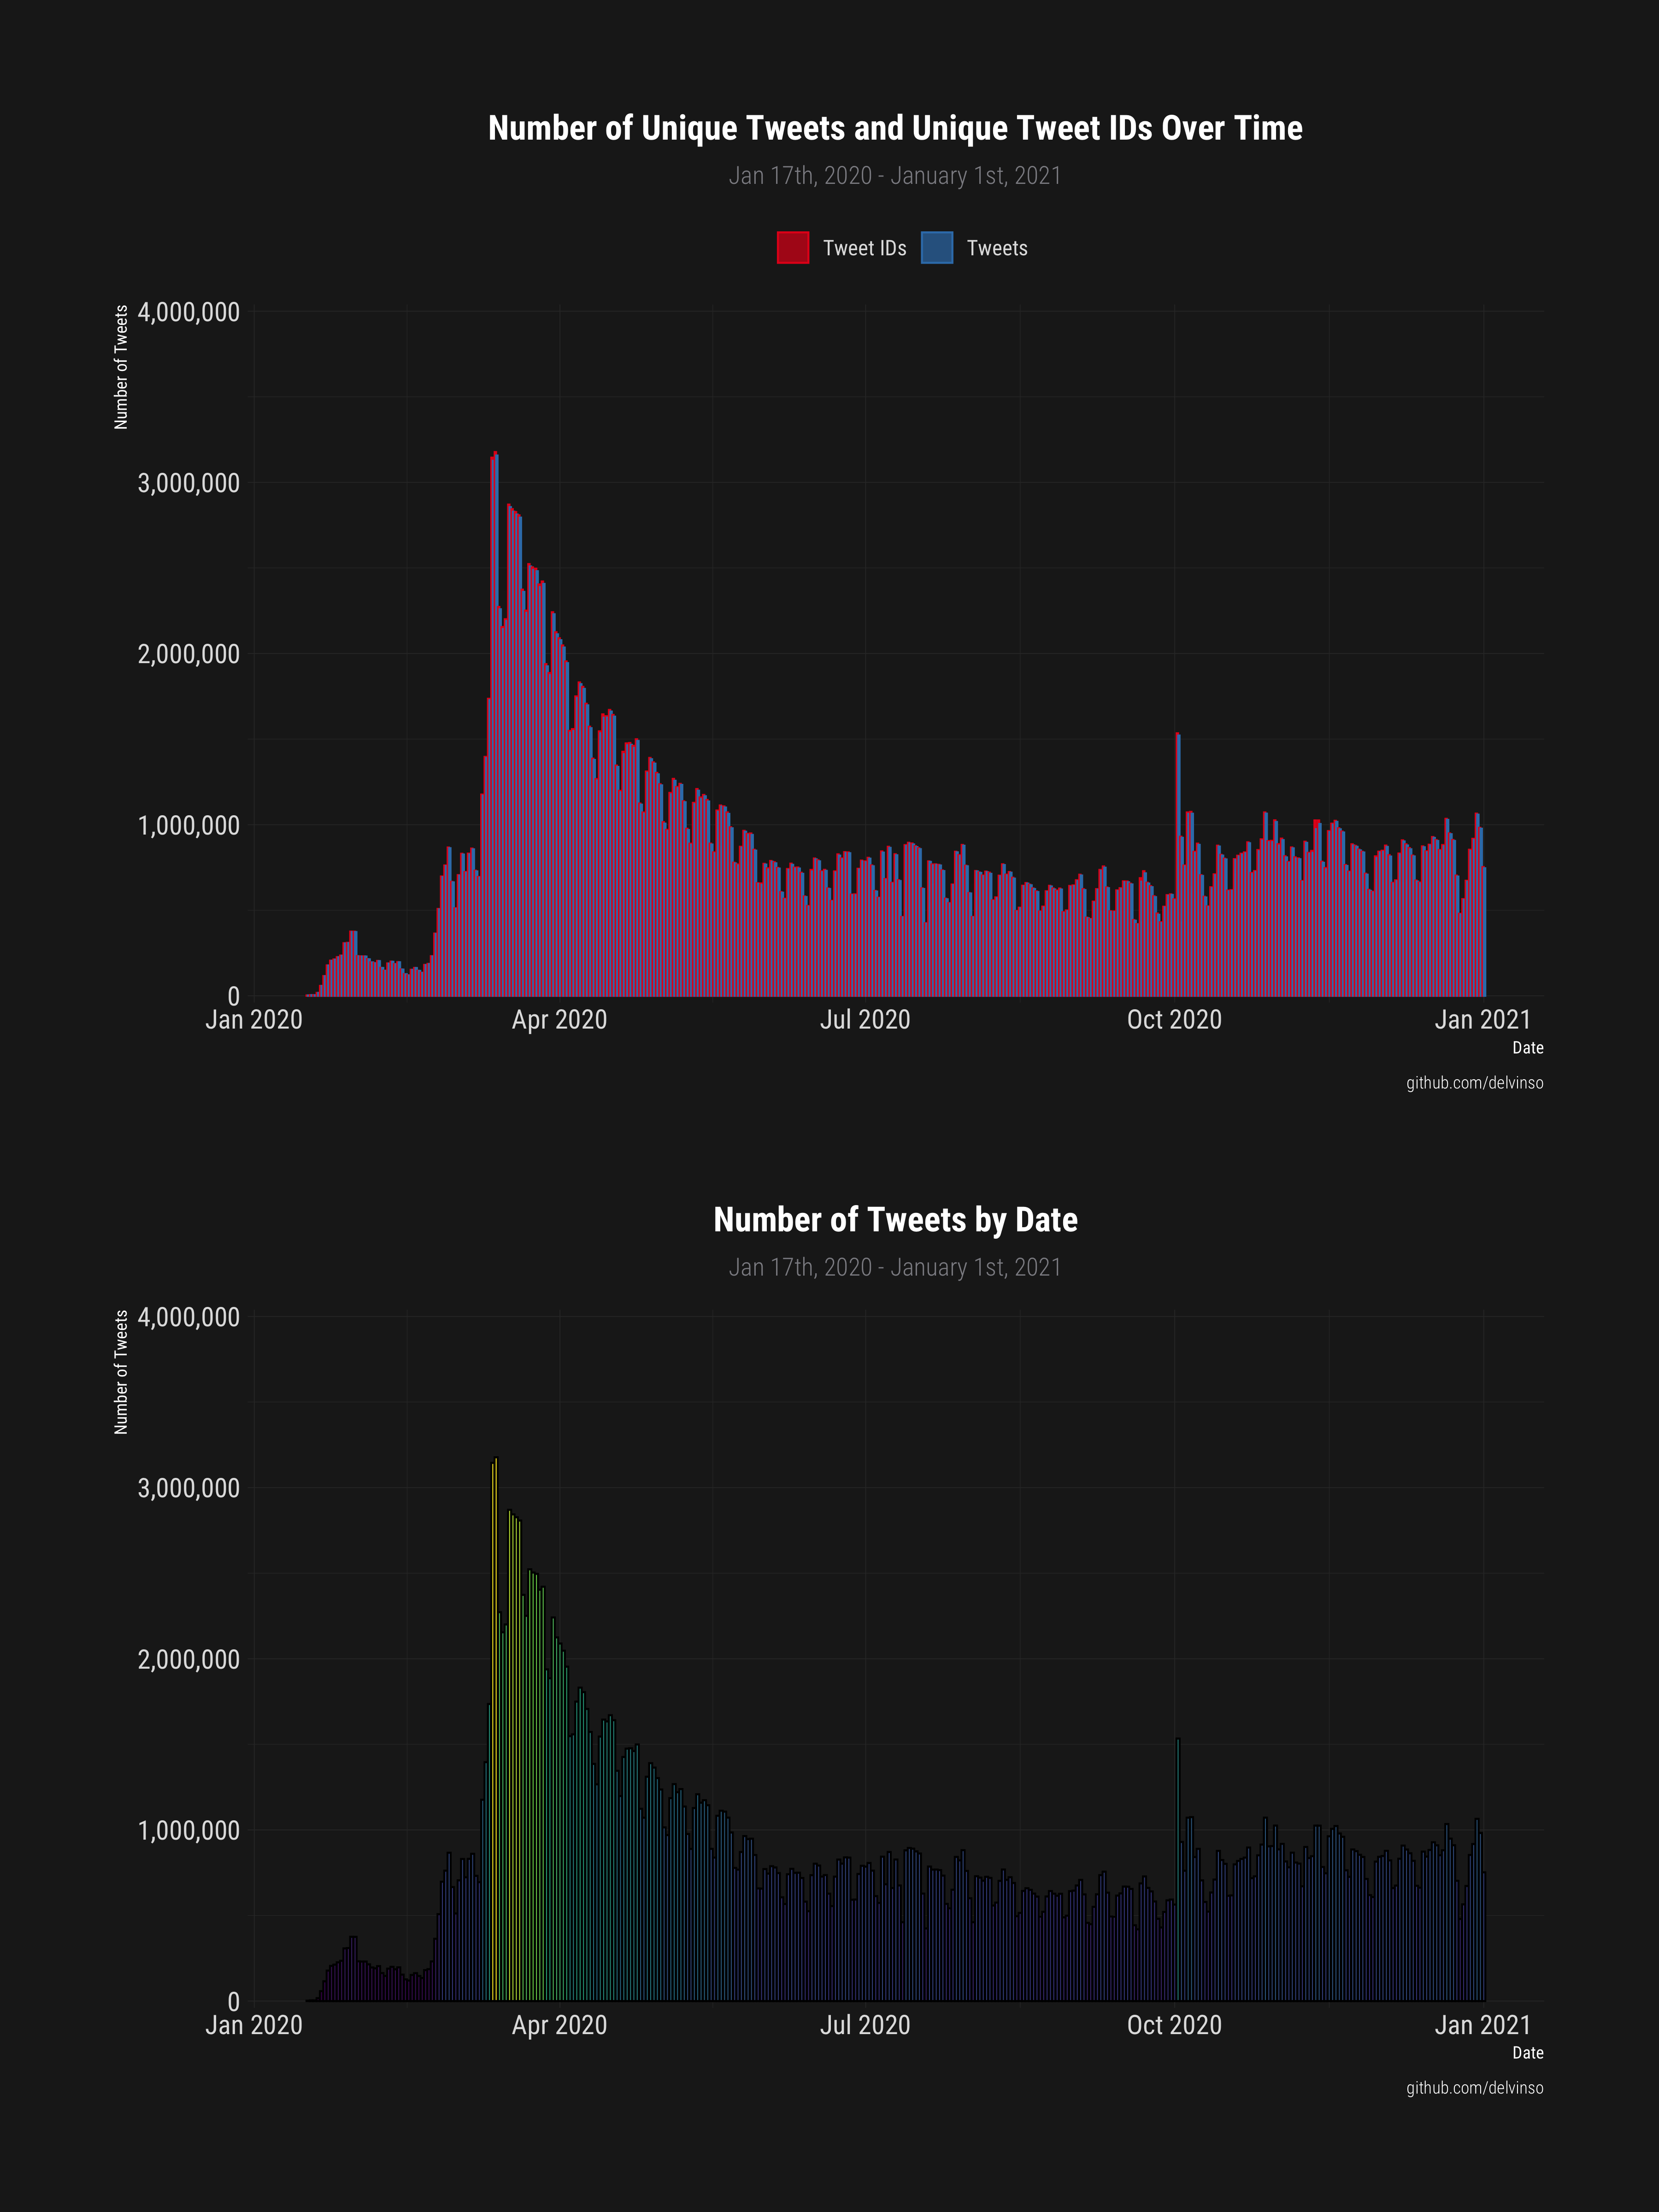 Number of Unique Tweets and Unique Tweet IDs Over Time
Jan 17th, 2020 - January 1st, 2021
Tweet IDs Tweets
Number of Tweets
4,000,000
3,000,000
2,000,000
1,000,000
0
Jan 2020 Apr 2020 Jul 2020 Oct 2020 Jan 2021
Date
github.com/delvinso
Number of Tweets by Date
Jan 17th, 2020 - January 1st, 2021
Number of Tweets
4,000,000
3,000,000
2,000,000
1,000,000
0
Jan 2020 Apr 2020 Jul 2020 Oct 2020 Jan 2021
Date
github.com/delvinso